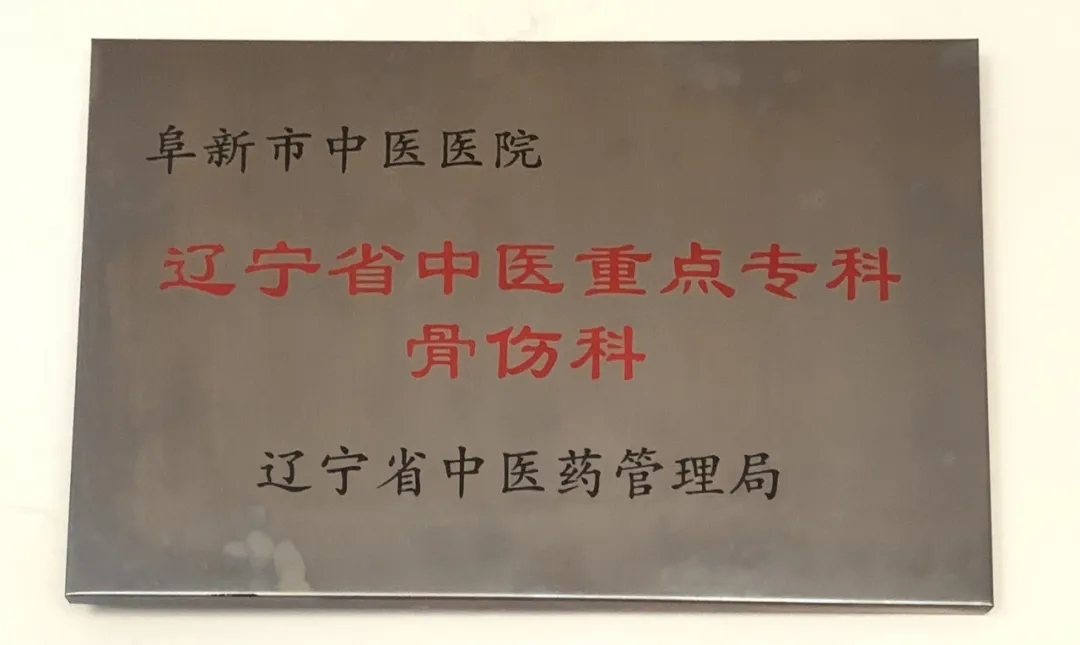 阜新市中医医院
辽宁省中医重点专科
骨伤科
辽宁省中医药管理局